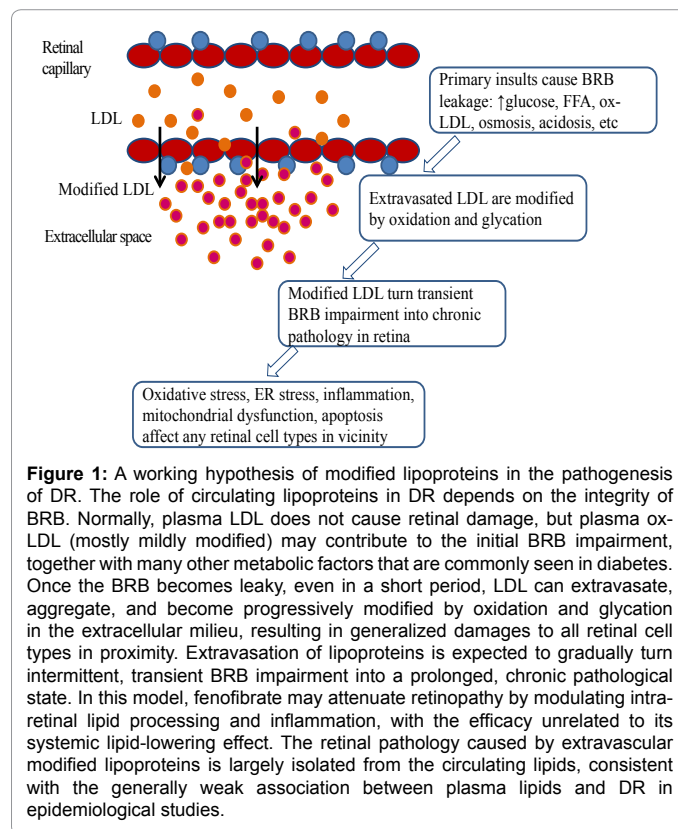 Retinal
capillary
LDL
Modified LDL
Extracellular space
Primary insults cause BRB
leakage: ↑glucose, FFA, ox-
LDL, osmosis, acidosis, etc
Extravasated LDL are modified
by oxidation and glycation
Modified LDL turn transient
BRB impairment into chronic
pathology in retina
Oxidative stress, ER stress, inflammation,
mitochondrial dysfunction, apoptosis
affect any retinal cell types in vicinity
Figure 1: A working hypothesis of modified lipoproteins in the pathogenesis
of DR. The role of circulating lipoproteins in DR depends on the integrity of
BRB. Normally, plasma LDL does not cause retinal damage, but plasma ox-
LDL (mostly mildly modified) may contribute to the initial BRB impairment,
together with many other metabolic factors that are commonly seen in diabetes.
Once the BRB becomes leaky, even in a short period, LDL can extravasate,
aggregate, and become progressively modified by oxidation and glycation
in the extracellular milieu, resulting in generalized damages to all retinal cell
types in proximity. Extravasation of lipoproteins is expected to gradually turn
intermittent, transient BRB impairment into a prolonged, chronic pathological
state. In this model, fenofibrate may attenuate retinopathy by modulating intra-
retinal lipid processing and inflammation, with the efficacy unrelated to its
systemic lipid-lowering effect. The retinal pathology caused by extravascular
modified lipoproteins is largely isolated from the circulating lipids, consistent
with the generally weak association between plasma lipids and DR in
epidemiological studies.